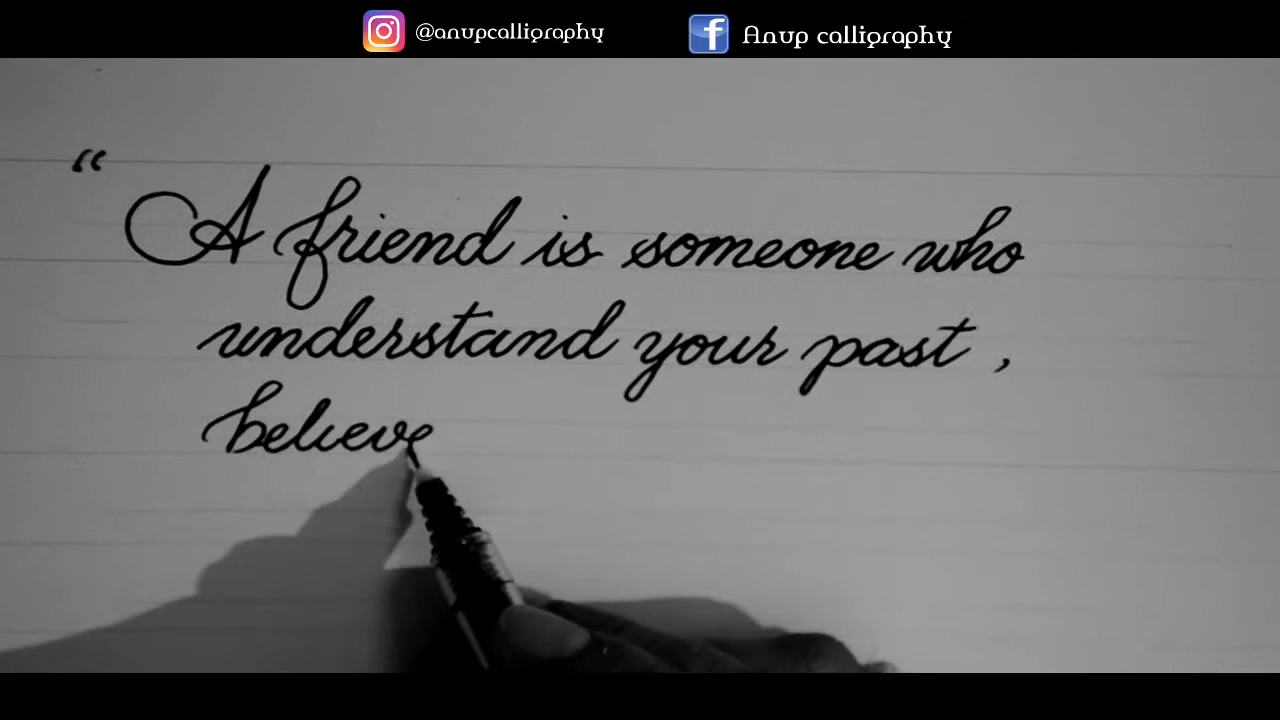 @anupcalligraphy
Anup calligraphy
“ A friend is someone who
understand your past ,
believe